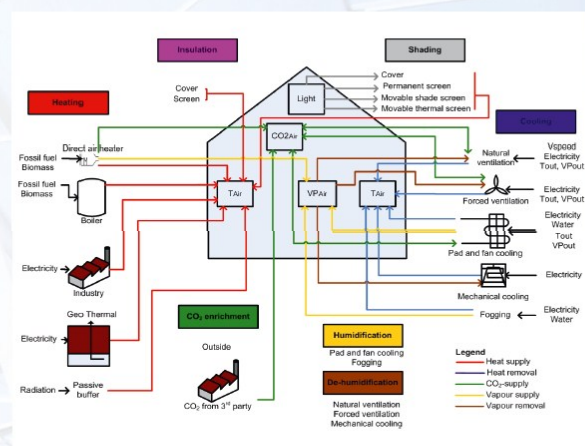 Insulation
Shading
Heating
Cover
Screen
Light
Cover
Permanent screen
Movable shade screen
Movable thermal screen
Cooling
CO2Air
Direct air heater
Fossil fuel
Biomass
Natural
ventilation
Vspeed
Electricity
Tout, VPout
Fossil fuel
Biomass
Boiler
TAir
VPAir
TAir
Forced ventilation
Electricity
Tout, VPout
Electricity
Water
Tout
VPout
Pad and fan cooling
Electricity
Industry
Electricity
Mechanical cooling
Geo Thermal
Electricity
CO₂ enrichment
Fogging
Electricity
Water
Humidification
Pad and fan cooling
Fogging
Outside
Radiation
Passive
buffer
CO₂ from 3rd party
De-humidification
Natural ventilation
Forced ventilation
Mechanical cooling
Legend
Heat supply
Heat removal
CO₂-supply
Vapour supply
Vapour removal